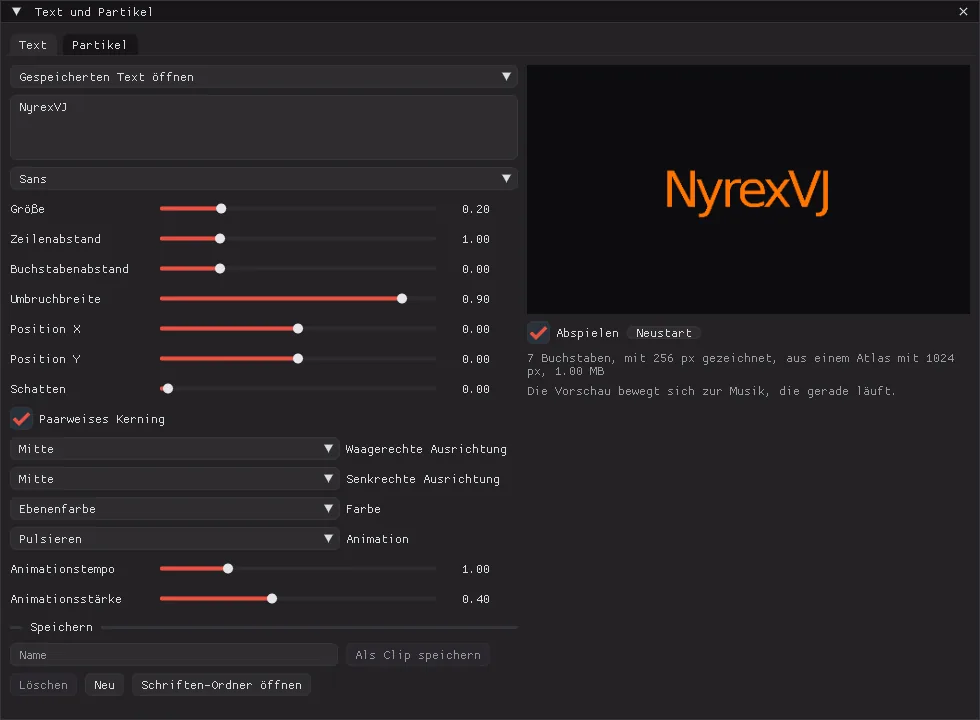 Text und Partikel
Text
Partikel
Gespeicherten Text öffnen
NyrexVJ
Sans
Größe 0.20
Zeilenabstand 1.00
Buchstabenabstand 0.00
Umbruchbreite 0.90
Position X 0.00
Position Y 0.00
Schatten 0.00
Paarweises Kerning
Mitte Waagerechte Ausrichtung
Mitte Senkrechte Ausrichtung
Ebenenfarbe Farbe
Pulsieren Animation
Animationstempo 1.00
Animationsstärke 0.40
Speichern
Name Als Clip speichern
Löschen Neu Schriften-Ordner öffnen
NyrexVJ
Abspielen Neustart
7 Buchstaben, mit 256 px gezeichnet, aus einem Atlas mit 1024
px, 1.00 MB
Die Vorschau bewegt sich zur Musik, die gerade läuft.